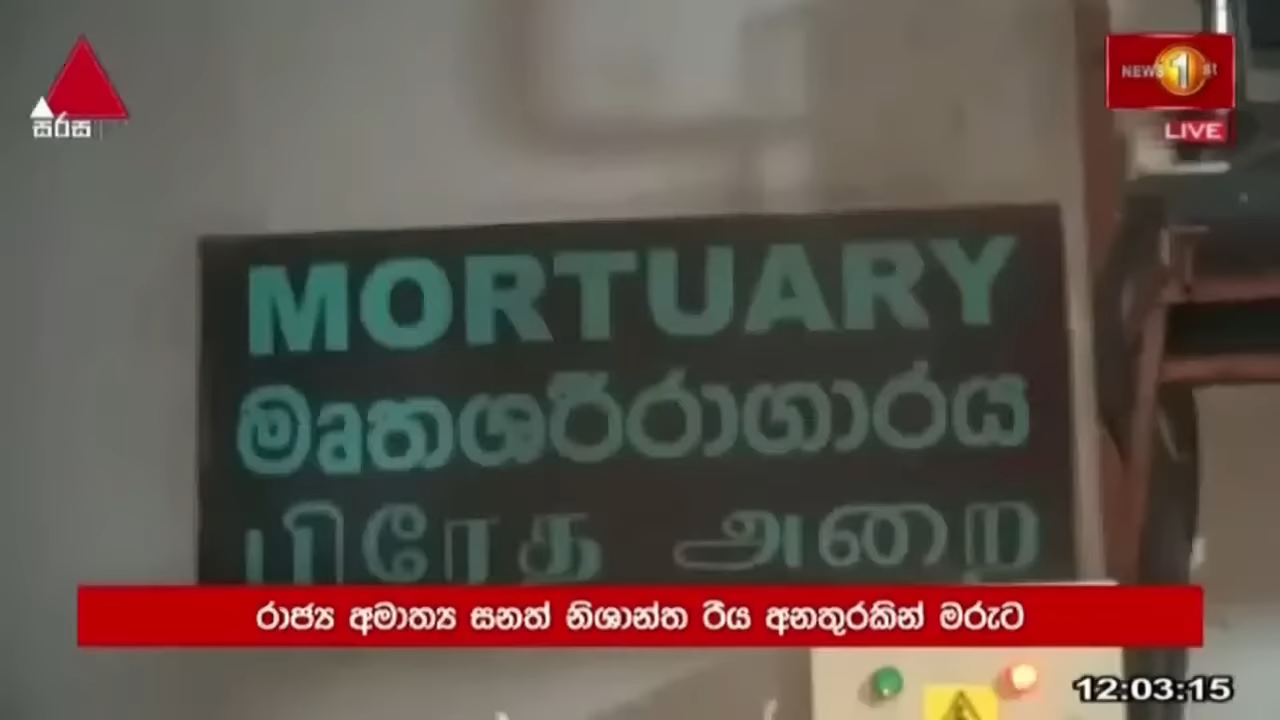 සිරස
NEWS 1st
LIVE
MORTUARY
මෘතශරීරාගාරය
பிரேத அறை
රාජ්‍ය අමාත්‍ය සනත් නිශාන්ත රිය අනතුරකින් මරුට
12:03:15